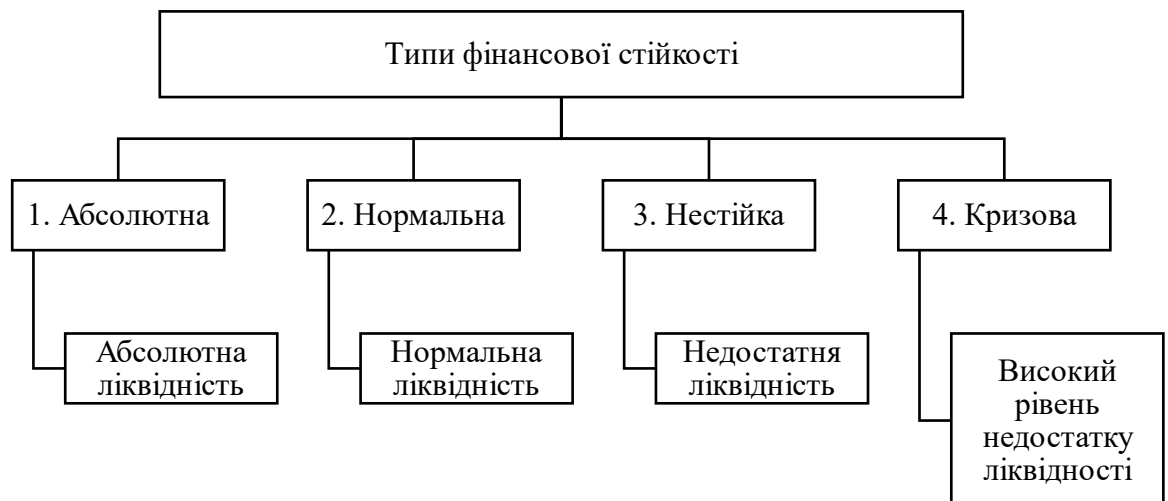 Типи фінансової стійкості
1. Абсолютна
2. Нормальна
3. Нестійка
4. Кризова
Абсолютна
ліквідність
Нормальна
ліквідність
Недостатня
ліквідність
Високий
рівень
недостатку
ліквідності